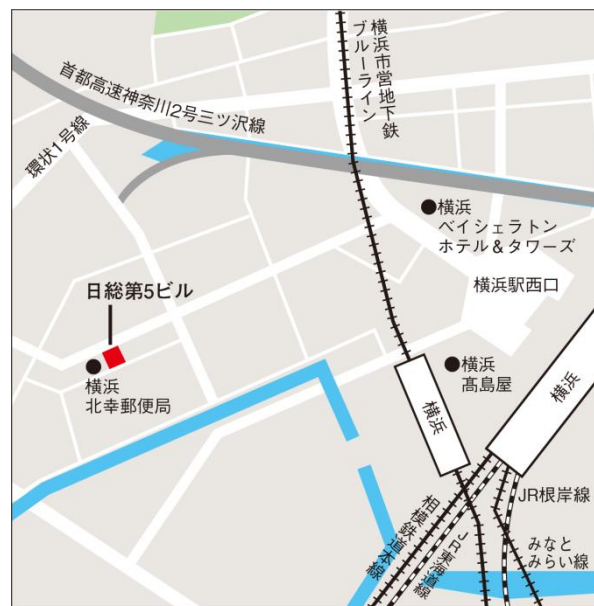 横浜市営地下鉄
ブルーライン
首都高速神奈川2号三ツ沢線
環状1号線
横浜
ベイシェラトン
ホテル&タワーズ
横浜駅西口
日総第5ビル
横浜
北幸郵便局
横浜
髙島屋
横浜
横浜
JR根岸線
相模鉄道本線
JR東海道線
みなと
みらい線